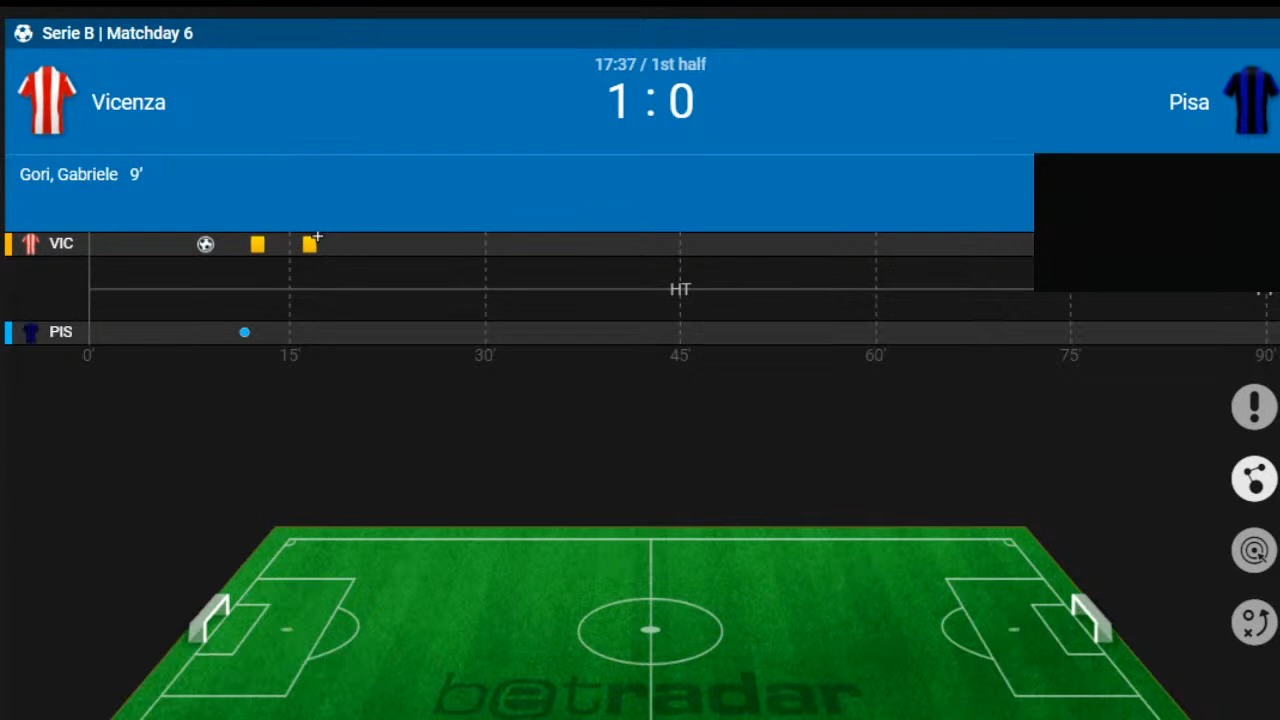 Serie B | Matchday 6
17:37 / 1st half
Vicenza
1 : 0
Pisa
Gori, Gabriele 9'
VIC
HT
PIS
0' 15' 30' 45' 60' 75' 90'
betradar